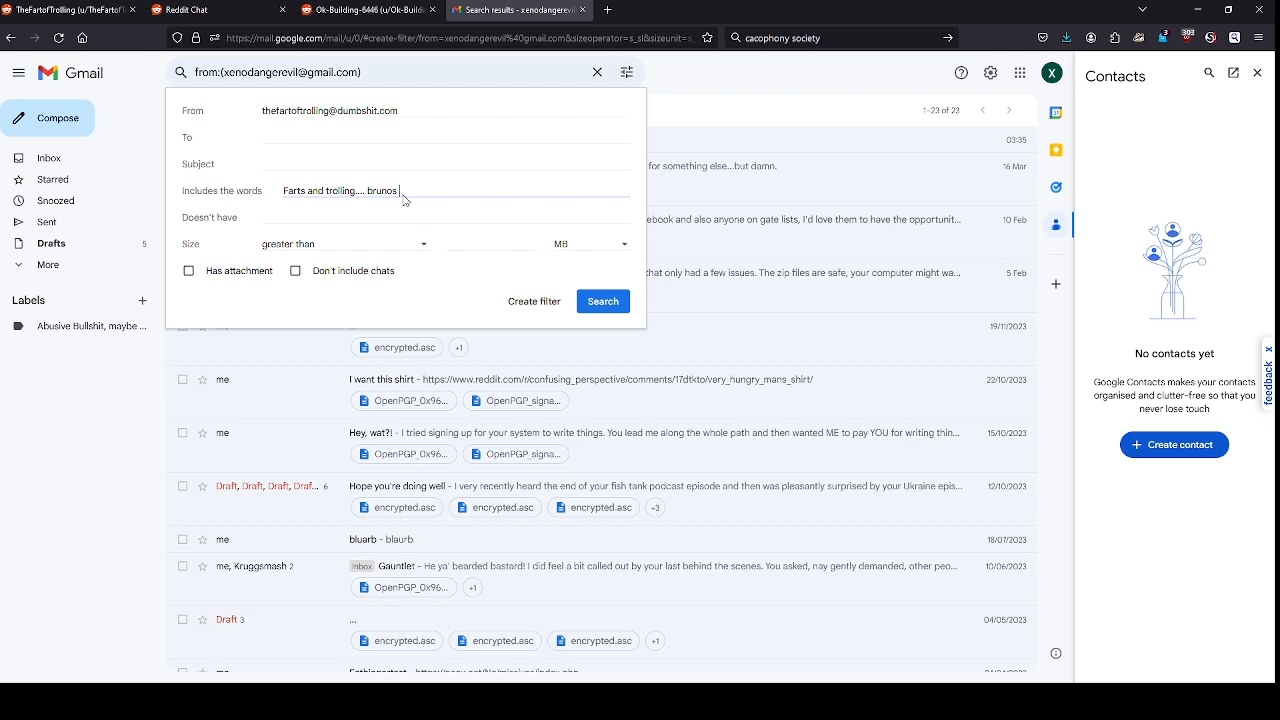 TheFartofTrolling (u/TheFartofT
Reddit Chat
Ok-Building-6446 (u/Ok-Buildin
Search results - xenodangerevil
https://mail.google.com/mail/u/0/#create-filter/from=xenodangerevil%40gmail.com&sizeoperator=s_sl&sizeunit=s_
cacophony society
303
Gmail
from:(xenodangerevil@gmail.com)
X
Contacts
Compose
Inbox
Starred
Snoozed
Sent
Drafts 5
More
Labels
Abusive Bullshit, maybe ...
From thefartoftrolling@dumbshit.com
To
Subject
Includes the words Farts and trolling.... brunos
Doesn't have
Size greater than MB
Has attachment Don't include chats
Create filter Search
1–23 of 23
03:35
for something else...but damn. 16 Mar
ebook and also anyone on gate lists, I'd love them to have the opportunit... 10 Feb
that only had a few issues. The zip files are safe, your computer might wa... 5 Feb
... 19/11/2023
encrypted.asc +1
me I want this shirt - https://www.reddit.com/r/confusing_perspective/comments/17dtkto/very_hungry_mans_shirt/ 22/10/2023
OpenPGP_0x96... OpenPGP_signa...
me Hey, wat?! - I tried signing up for your system to write things. You lead me along the whole path and then wanted ME to pay YOU for writing thin... 15/10/2023
OpenPGP_0x96... OpenPGP_signa...
Draft, Draft, Draft, Draf... 6 Hope you're doing well - I very recently heard the end of your fish tank podcast episode and then was pleasantly surprised by your Ukraine epis... 12/10/2023
encrypted.asc encrypted.asc encrypted.asc +3
me bluarb - blaurb 18/07/2023
me, Kruggsmash 2 Inbox Gauntlet - He ya' bearded bastard! I did feel a bit called out by your last behind the scenes. You asked, nay gently demanded, other peo... 10/06/2023
OpenPGP_0x96... +1
Draft 3 ... 04/05/2023
encrypted.asc encrypted.asc encrypted.asc +1
No contacts yet
Google Contacts makes your contacts
organised and clutter-free so that you
never lose touch
Create contact
feedback x